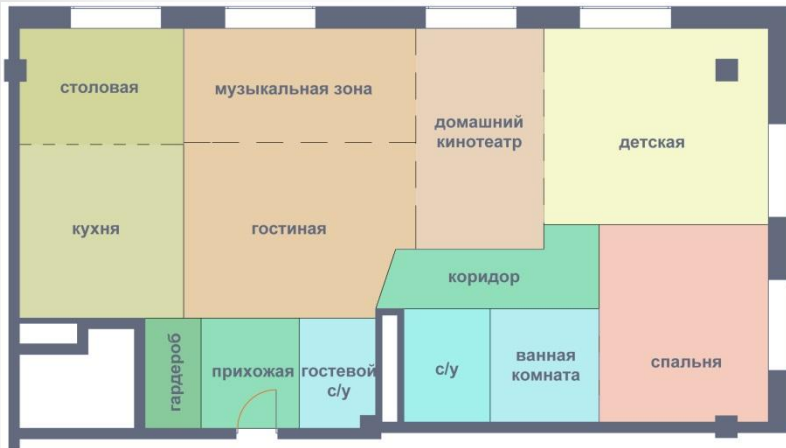 столовая
музыкальная зона
домашний
кинотеатр
детская
кухня
гостиная
коридор
гардероб
прихожая
гостевой
с/у
с/у
ванная
комната
спальня